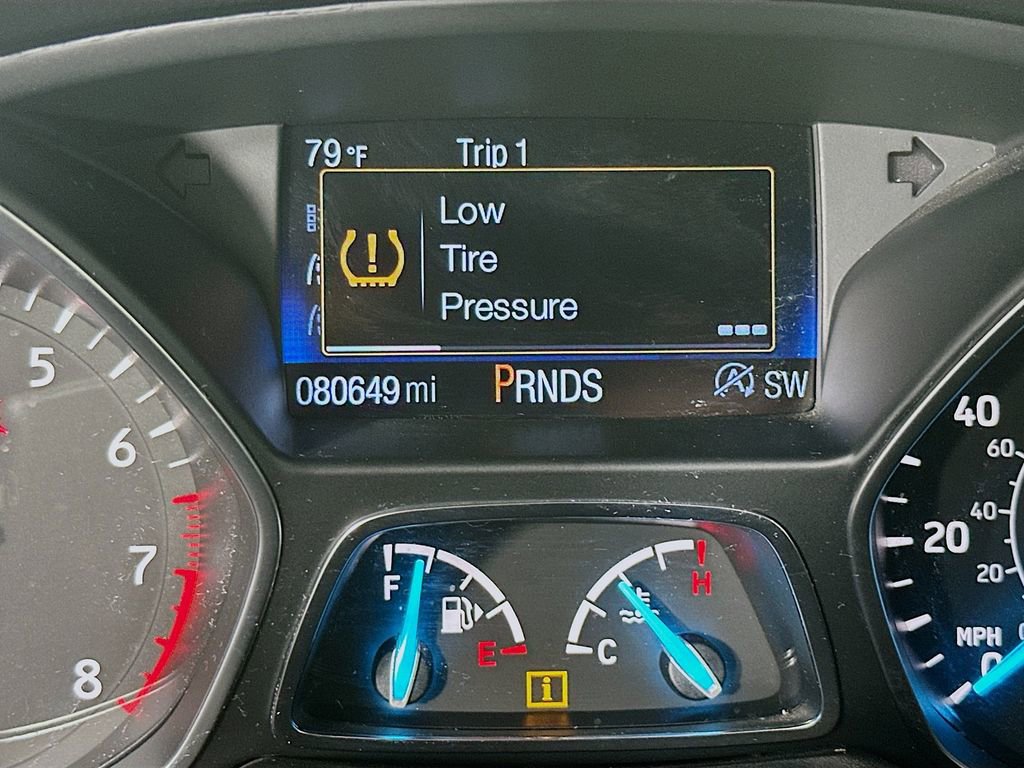 79°F Trip 1
Low
Tire
Pressure
080649 mi PRNDS A SW
5
6
7
8
F
E
C
H
i
40
20
MPH
0
60
40
20